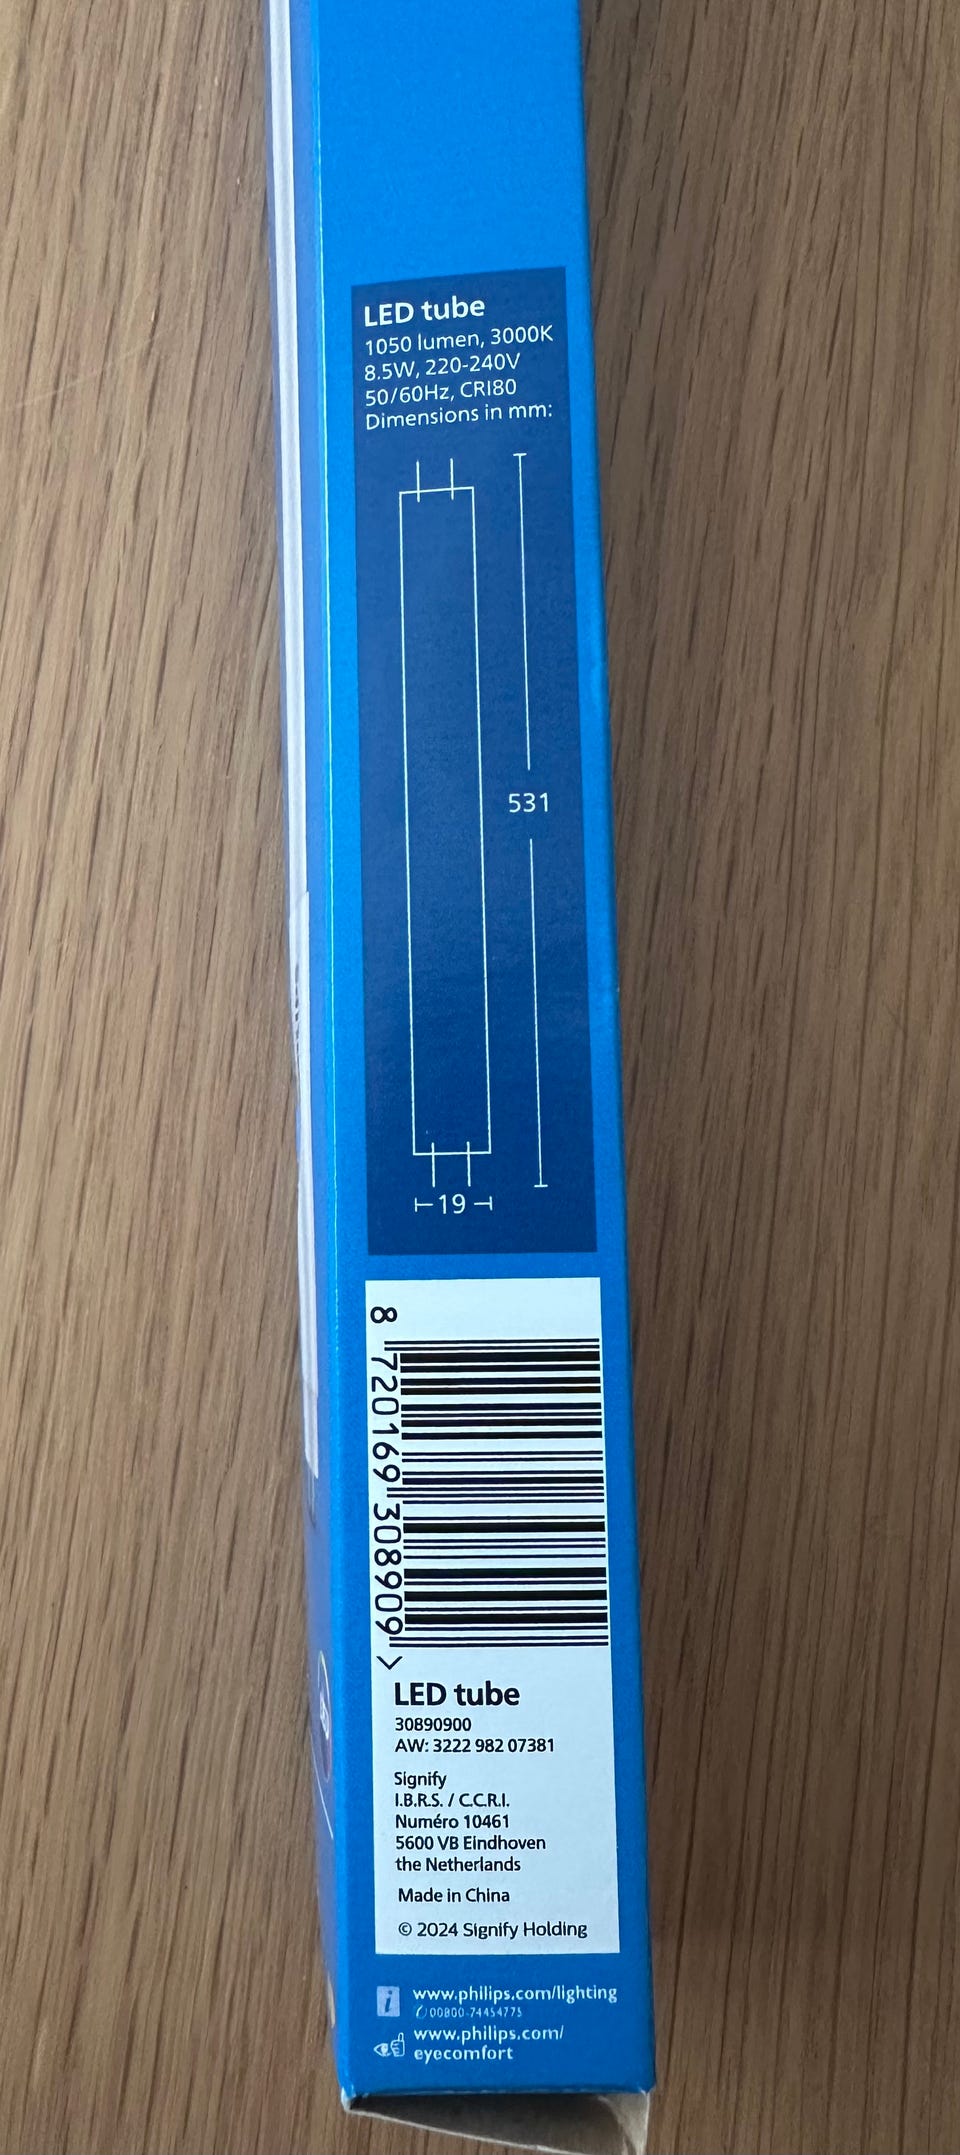 LED tube
1050 lumen, 3000K
8.5W, 220-240V
50/60Hz, CRI80
Dimensions in mm:
531
19
8 720169 308909 >
LED tube
30890900
AW: 3222 982 07381
Signify
I.B.R.S. / C.C.R.I.
Numéro 10461
5600 VB Eindhoven
the Netherlands
Made in China
© 2024 Signify Holding
i
www.philips.com/lighting
00800-74454775
www.philips.com/
eyecomfort